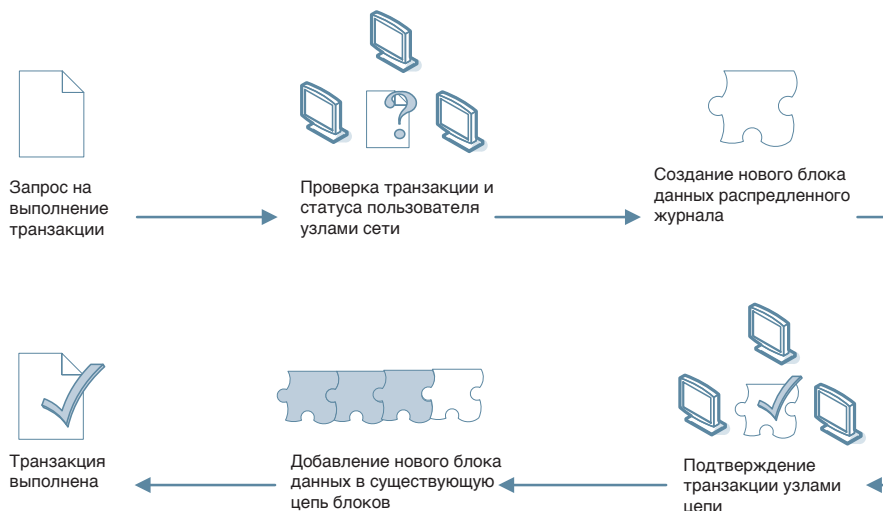 Запрос на
выполнение
транзакции
Проверка транзакции и
статуса пользователя
узлами сети
Создание нового блока
данных распредленного
журнала
Транзакция
выполнена
Добавление нового блока
данных в существующую
цепь блоков
Подтверждение
транзакции узлами
цепи